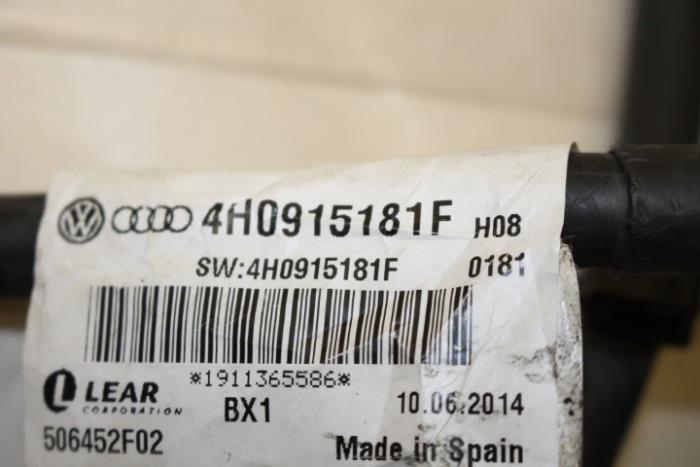 4H0915181F H08
SW:4H0915181F 0181
*1911365586*
LEAR BX1 10.06.2014
CORPORATION
506452F02 Made in Spain